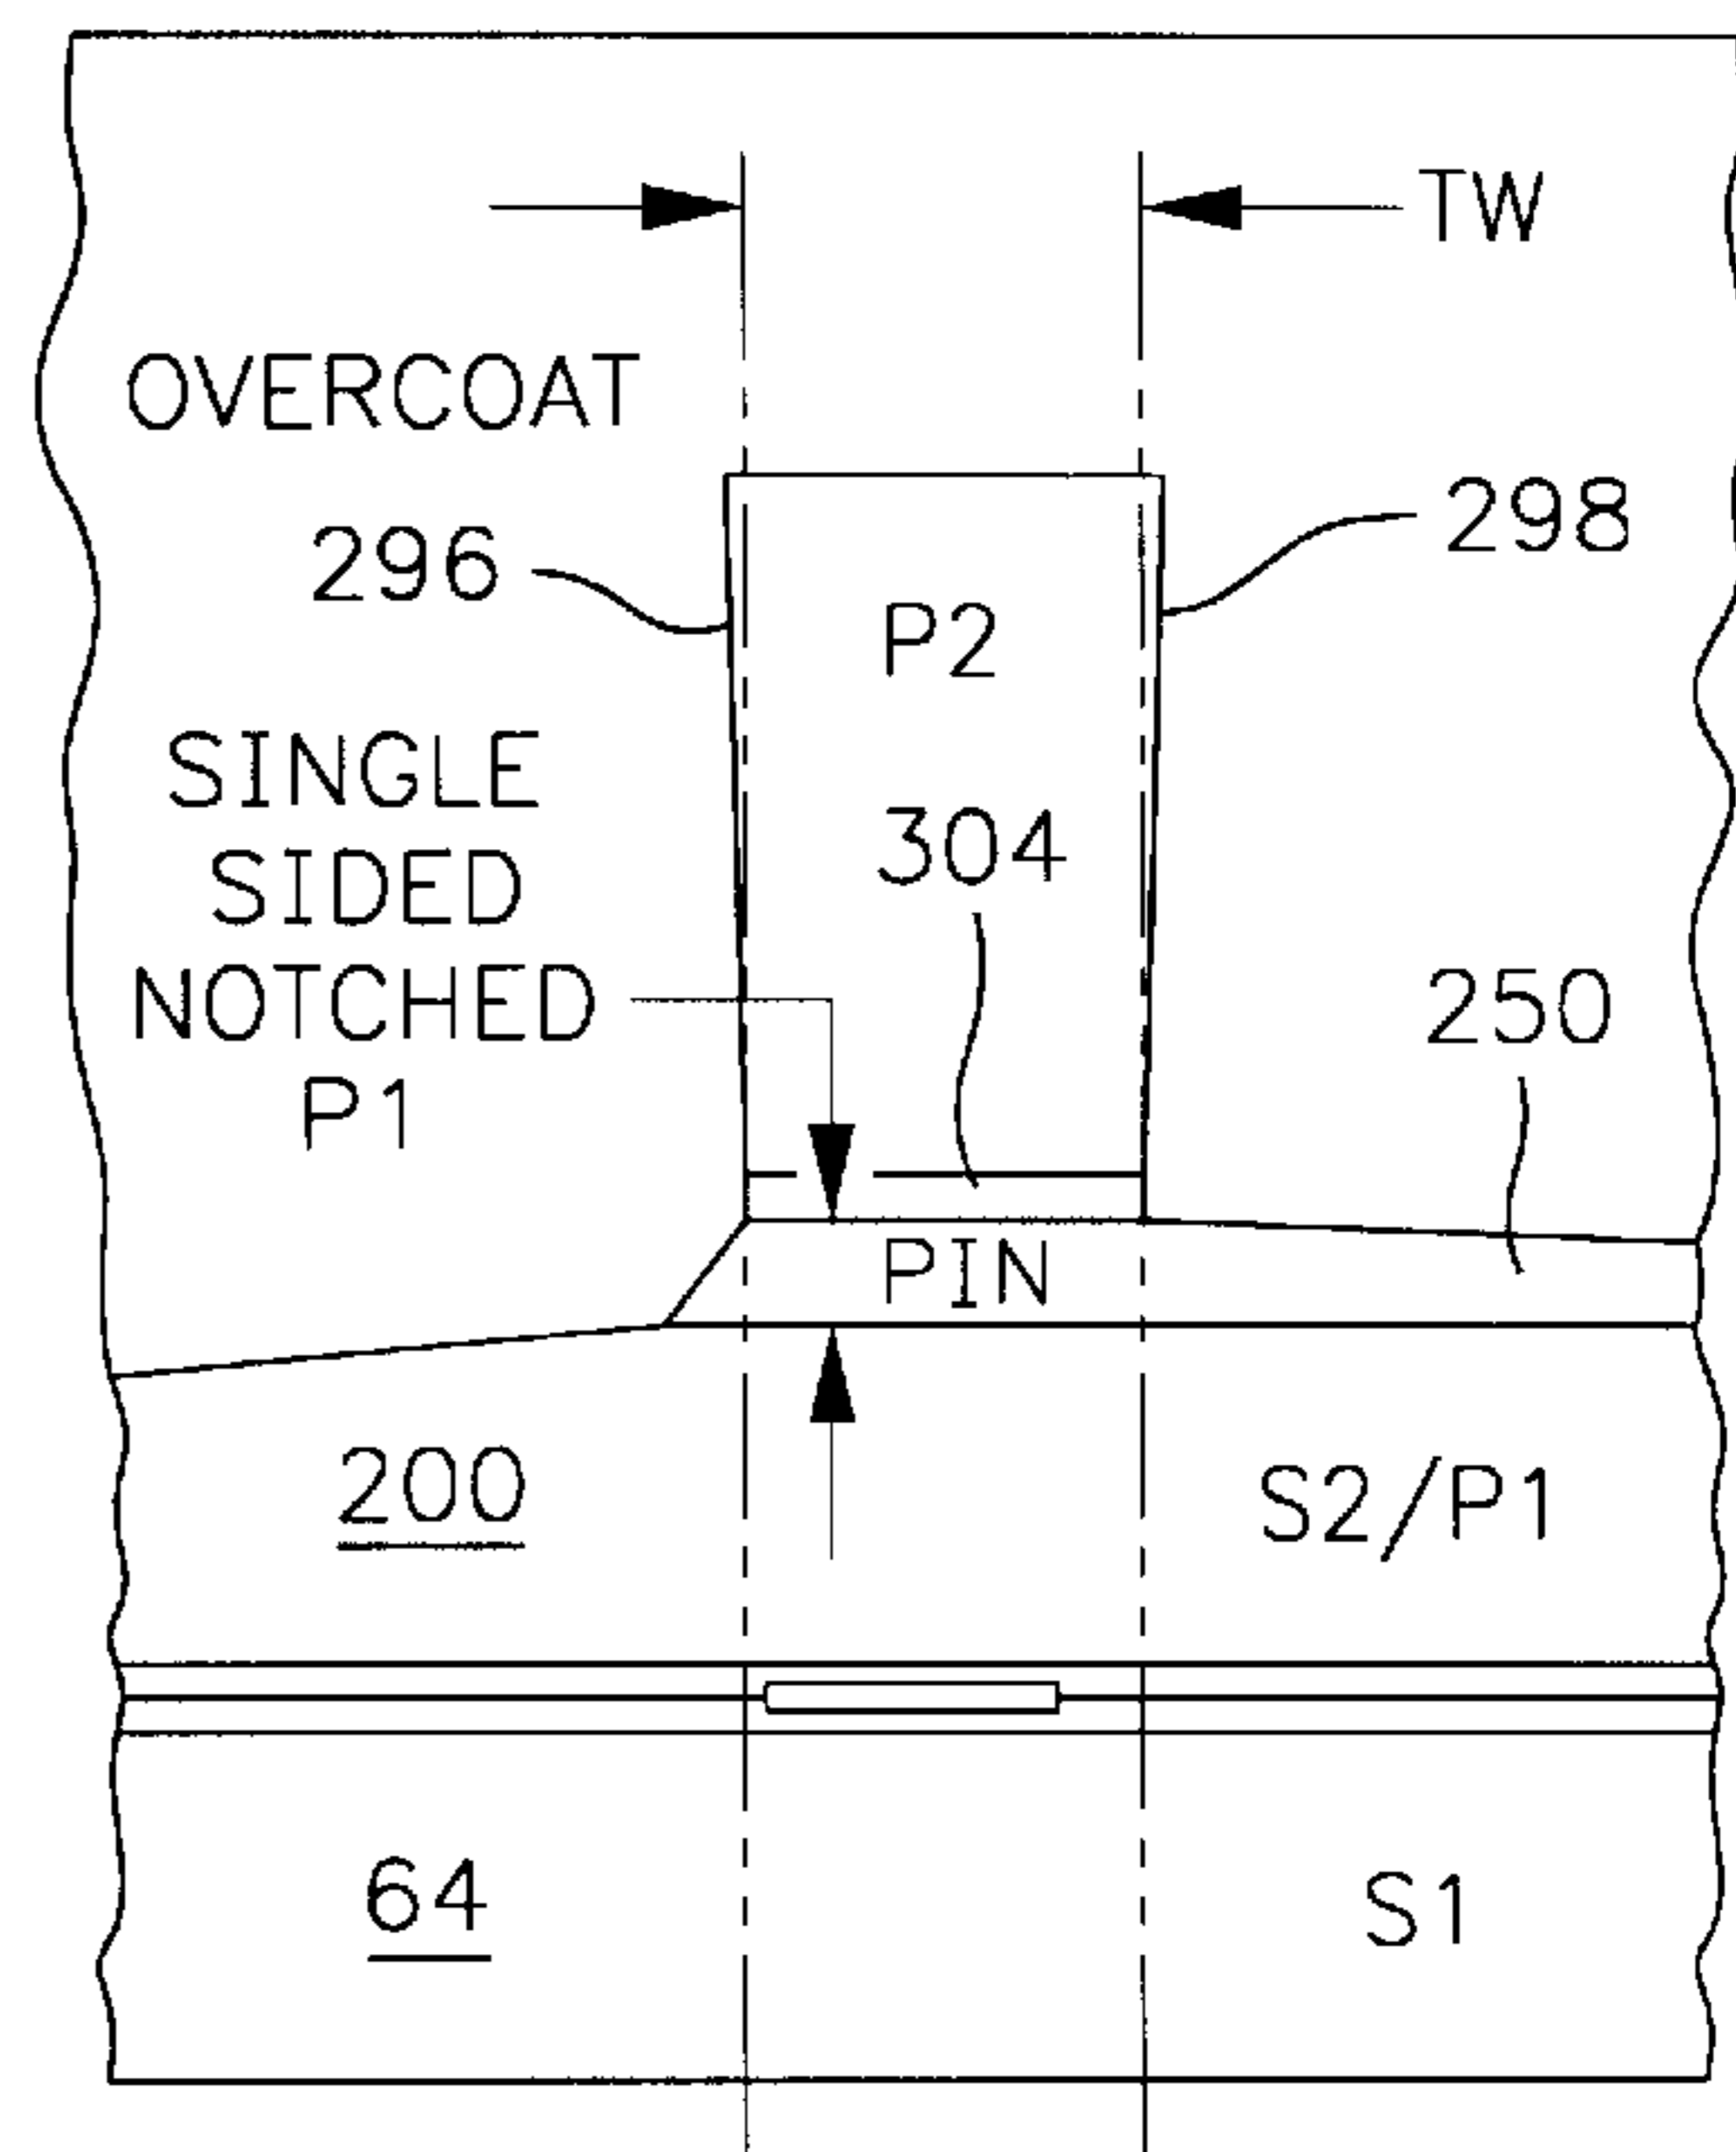 TW
OVERCOAT
296
298
P2
SINGLE
SIDED
NOTCHED
P1
304
250
PIN
200
S2/P1
64
S1